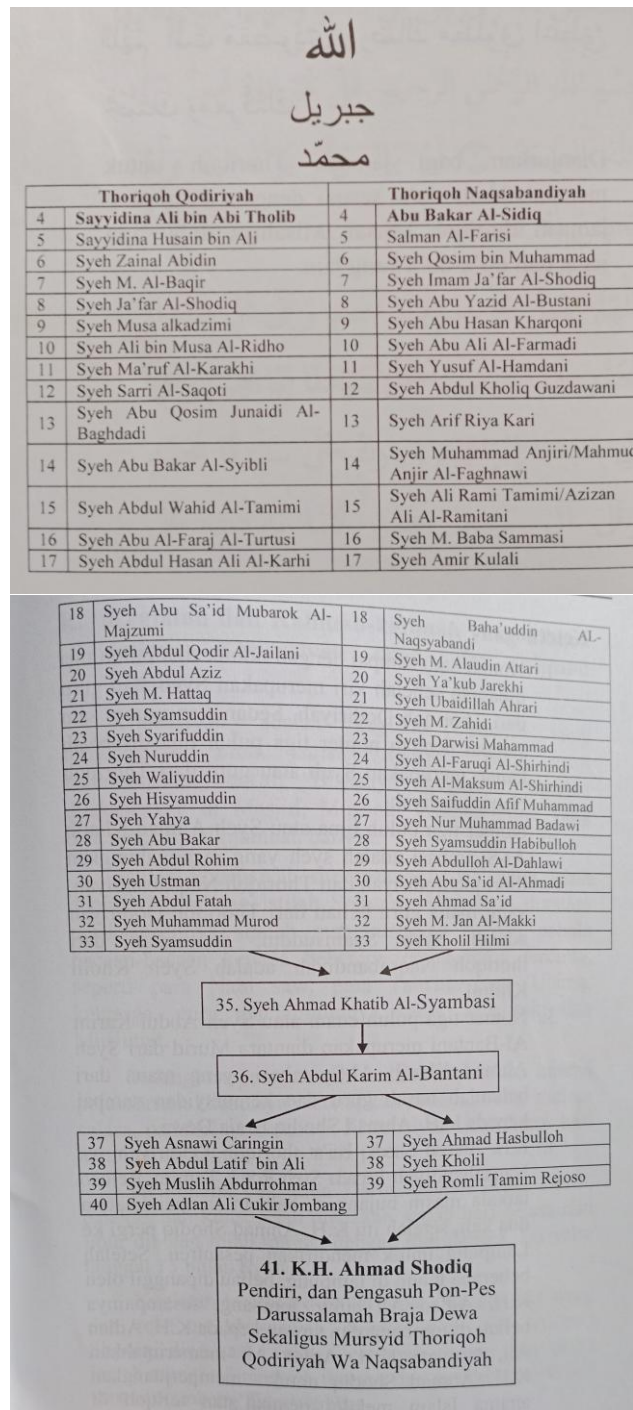 الله
جبريل
محمّد
Thoriqoh Qodiriyah Thoriqoh Naqsabandiyah
4 Sayyidina Ali bin Abi Tholib 4 Abu Bakar Al-Sidiq
5 Sayyidina Husain bin Ali 5 Salman Al-Farisi
6 Syeh Zainal Abidin 6 Syeh Qosim bin Muhammad
7 Syeh M. Al-Baqir 7 Syeh Imam Ja'far Al-Shodiq
8 Syeh Ja'far Al-Shodiq 8 Syeh Abu Yazid Al-Bustani
9 Syeh Musa alkadzimi 9 Syeh Abu Hasan Kharqoni
10 Syeh Ali bin Musa Al-Ridho 10 Syeh Abu Ali Al-Farmadi
11 Syeh Ma'ruf Al-Karakhi 11 Syeh Yusuf Al-Hamdani
12 Syeh Sarri Al-Saqoti 12 Syeh Abdul Kholiq Guzdawani
13 Syeh Abu Qosim Junaidi Al-
Baghdadi 13 Syeh Arif Riya Kari
14 Syeh Abu Bakar Al-Syibli 14 Syeh Muhammad Anjiri/Mahmud
Anjir Al-Faghnawi
15 Syeh Abdul Wahid Al-Tamimi 15 Syeh Ali Rami Tamimi/Azizan
Ali Al-Ramitani
16 Syeh Abu Al-Faraj Al-Turtusi 16 Syeh M. Baba Sammasi
17 Syeh Abdul Hasan Ali Al-Karhi 17 Syeh Amir Kulali
18 Syeh Abu Sa'id Mubarok Al-
Majzumi 18 Syeh Baha'uddin AL-
Naqsyabandi
19 Syeh Abdul Qodir Al-Jailani 19 Syeh M. Alaudin Attari
20 Syeh Abdul Aziz 20 Syeh Ya'kub Jarekhi
21 Syeh M. Hattaq 21 Syeh Ubaidillah Ahrari
22 Syeh Syamsuddin 22 Syeh M. Zahidi
23 Syeh Syarifuddin 23 Syeh Darwisi Mahammad
24 Syeh Nuruddin 24 Syeh Al-Faruqi Al-Shirhindi
25 Syeh Waliyuddin 25 Syeh Al-Maksum Al-Shirhindi
26 Syeh Hisyamuddin 26 Syeh Saifuddin Afif Muhammad
27 Syeh Yahya 27 Syeh Nur Muhammad Badawi
28 Syeh Abu Bakar 28 Syeh Syamsuddin Habibulloh
29 Syeh Abdul Rohim 29 Syeh Abdulloh Al-Dahlawi
30 Syeh Ustman 30 Syeh Abu Sa'id Al-Ahmadi
31 Syeh Abdul Fatah 31 Syeh Ahmad Sa'id
32 Syeh Muhammad Murod 32 Syeh M. Jan Al-Makki
33 Syeh Syamsuddin 33 Syeh Kholil Hilmi
35. Syeh Ahmad Khatib Al-Syambasi
36. Syeh Abdul Karim Al-Bantani
37 Syeh Asnawi Caringin 37 Syeh Ahmad Hasbulloh
38 Syeh Abdul Latif bin Ali 38 Syeh Kholil
39 Syeh Muslih Abdurrohman 39 Syeh Romli Tamim Rejoso
40 Syeh Adlan Ali Cukir Jombang
41. K.H. Ahmad Shodiq
Pendiri, dan Pengasuh Pon-Pes
Darussalamah Braja Dewa
Sekaligus Mursyid Thoriqoh
Qodiriyah Wa Naqsabandiyah